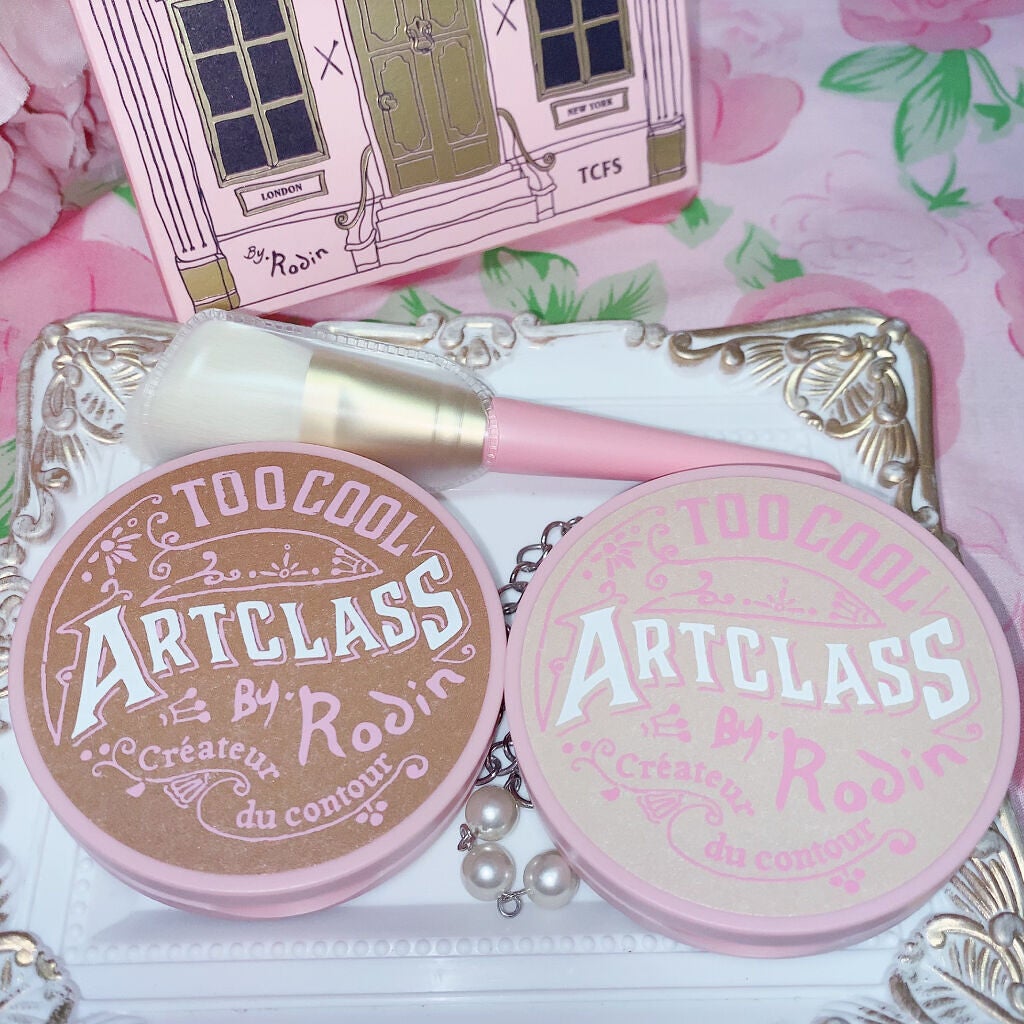 LONDON
NEW YORK
TCFS
By. Rodin
TOO COOL
ARTCLASS
BY. Rodin
Créateur
du contour
TOO COOL
ARTCLASS
BY. Rodin
Créateur
du contour